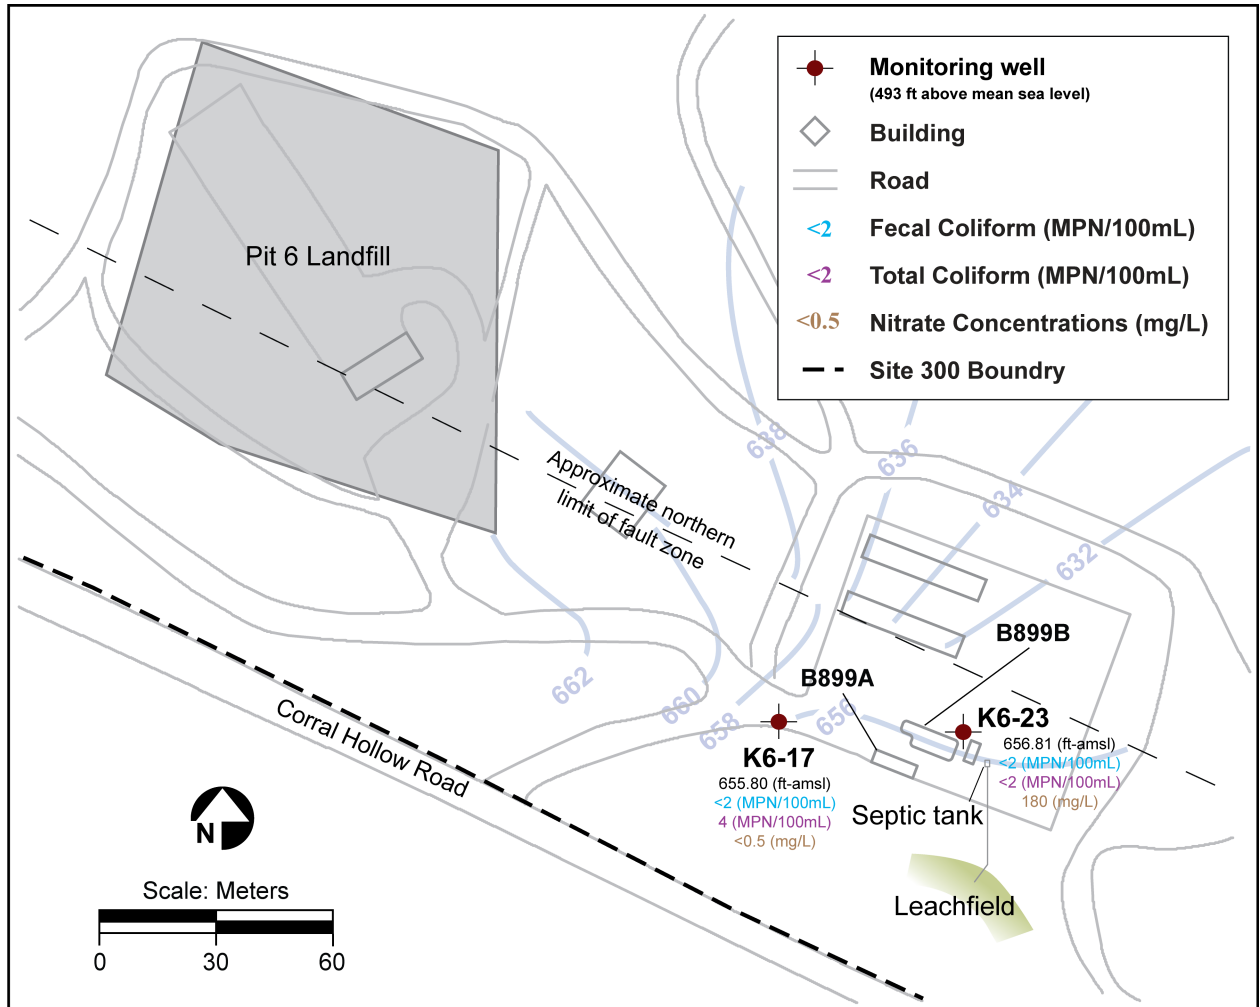 Monitoring well
(493 ft above mean sea level)
Building
Road
<2 Fecal Coliform (MPN/100mL)
<2 Total Coliform (MPN/100mL)
<0.5 Nitrate Concentrations (mg/L)
Site 300 Boundry
Pit 6 Landfill
638
636
634
632
Approximate northern
limit of fault zone
B899B
B899A
662
660
658
656
K6-23
656.81 (ft-amsl)
<2 (MPN/100mL)
<2 (MPN/100mL)
180 (mg/L)
K6-17
655.80 (ft-amsl)
<2 (MPN/100mL)
4 (MPN/100mL)
<0.5 (mg/L)
Corral Hollow Road
Septic tank
Leachfield
N
Scale: Meters
0 30 60